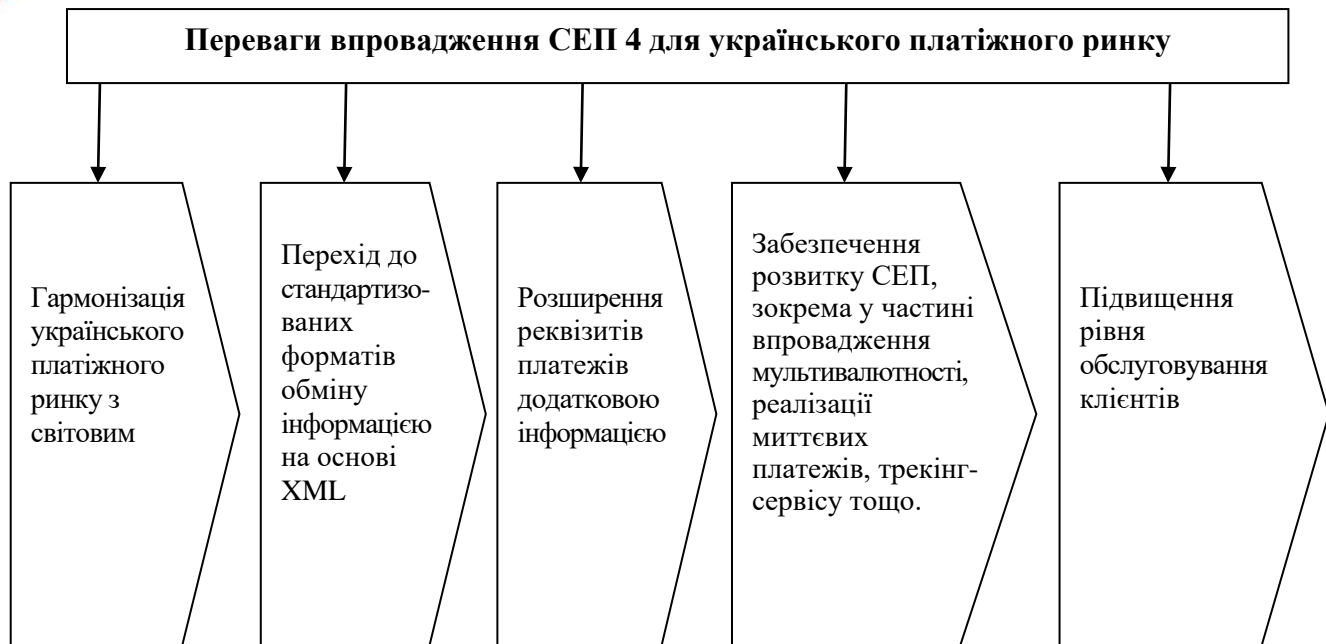 Переваги впровадження СЕП 4 для українського платіжного ринку
Гармонізація
українського
платіжного
ринку з
світовим
Перехід до
стандартизо-
ваних
форматів
обміну
інформацією
на основі
XML
Розширення
реквізитів
платежів
додатковою
інформацією
Забезпечення
розвитку СЕП,
зокрема у частині
впровадження
мультивалютності,
реалізації
миттєвих
платежів, трекінг-
сервісу тощо.
Підвищення
рівня
обслуговування
клієнтів